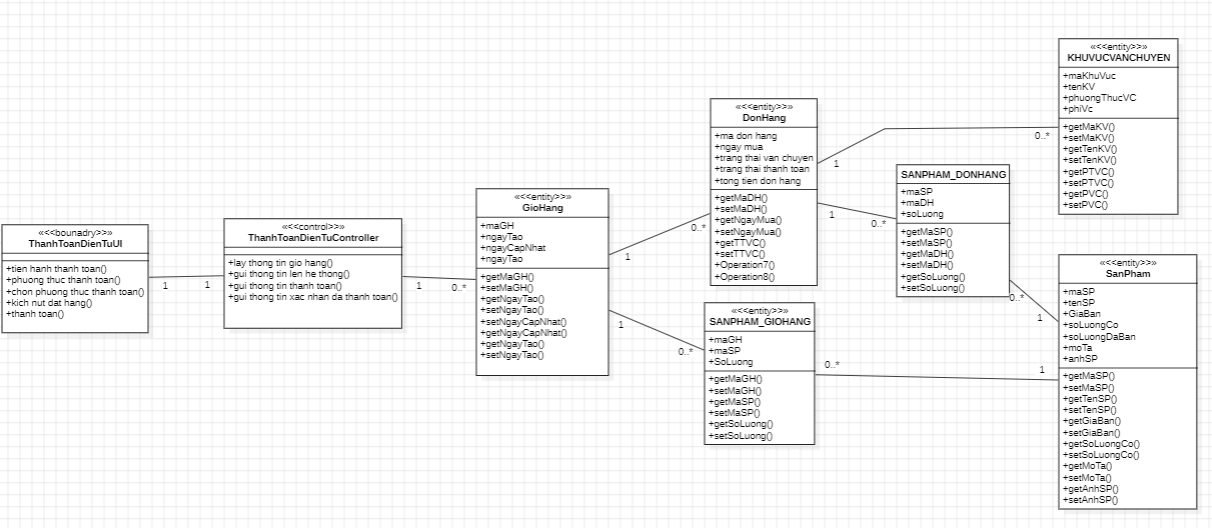 «<<bounadry>>»
ThanhToanDienTuUI
+tien hanh thanh toan()
+phuong thuc thanh toan()
+chon phuong thuc thanh toan()
+kich nut dat hang()
+thanh toan()
1
1
«<<control>>»
ThanhToanDienTuController
+lay thong tin gio hang()
+gui thong tin len he thong()
+gui thong tin thanh toan()
+gui thong tin xac nhan da thanh toan()
1
0..*
«<<entity>>»
GioHang
+maGH
+ngayTao
+ngayCapNhat
+ngayTao
+getMaGH()
+setMaGH()
+getNgayTao()
+setNgayTao()
+setNgayCapNhat()
+getNgayCapNhat()
+getNgayTao()
+setNgayTao()
1
0..*
1
0..*
«<<entity>>»
DonHang
+ma don hang
+ngay mua
+trang thai van chuyen
+trang thai thanh toan
+tong tien don hang
+getMaDH()
+setMaDH()
+getNgayMua()
+setNgayMua()
+getTTVC()
+setTTVC()
+Operation7()
+Operation8()
1
0..*
1
0..*
«<<entity>>»
SANPHAM_GIOHANG
+maGH
+maSP
+SoLuong
+getMaGH()
+setMaGH()
+getMaSP()
+setMaSP()
+getSoLuong()
+setSoLuong()
0..*
1
SANPHAM_DONHANG
+maSP
+maDH
+soLuong
+getMaSP()
+setMaSP()
+getMaDH()
+setMaDH()
+getSoLuong()
+setSoLuong()
0..*
1
«<<entity>>»
KHUVUCVANCHUYEN
+maKhuVuc
+tenKV
+phuongThucVC
+phiVc
+getMaKV()
+setMaKV()
+getTenKV()
+setTenKV()
+getPTVC()
+setPTVC()
+getPVC()
+setPVC()
«<<entity>>»
SanPham
+maSP
+tenSP
+GiaBan
+soLuongCo
+soLuongDaBan
+moTa
+anhSP
+getMaSP()
+setMaSP()
+getTenSP()
+setTenSP()
+getGiaBan()
+setGiaBan()
+getSoLuongCo()
+setSoLuongCo()
+getMoTa()
+setMoTa()
+getAnhSP()
+setAnhSP()